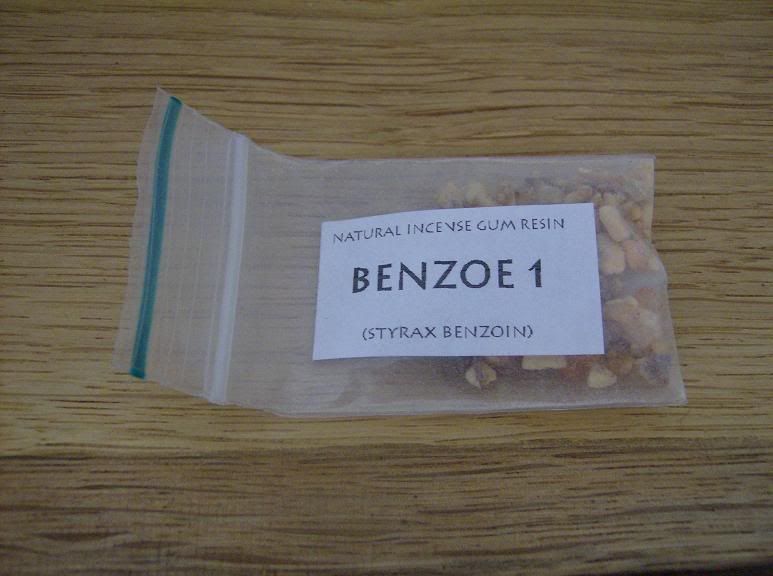 NATURAL INCENSE GUM RESIN
BENZOE 1
(STYRAX BENZOIN)